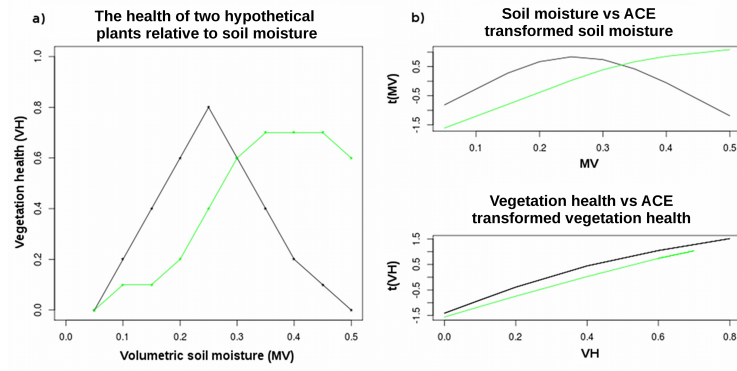 a)
The health of two hypothetical
plants relative to soil moisture
Vegetation health (VH)
1.0
0.8
0.6
0.4
0.2
0.0
0.0 0.1 0.2 0.3 0.4 0.5
Volumetric soil moisture (MV)
b)
Soil moisture vs ACE
transformed soil moisture
t(MV)
0.5
-0.5
-1.5
0.1 0.2 0.3 0.4 0.5
MV
Vegetation health vs ACE
transformed vegetation health
t(VH)
1.5
0.5
-0.5
-1.5
0.0 0.2 0.4 0.6 0.8
VH